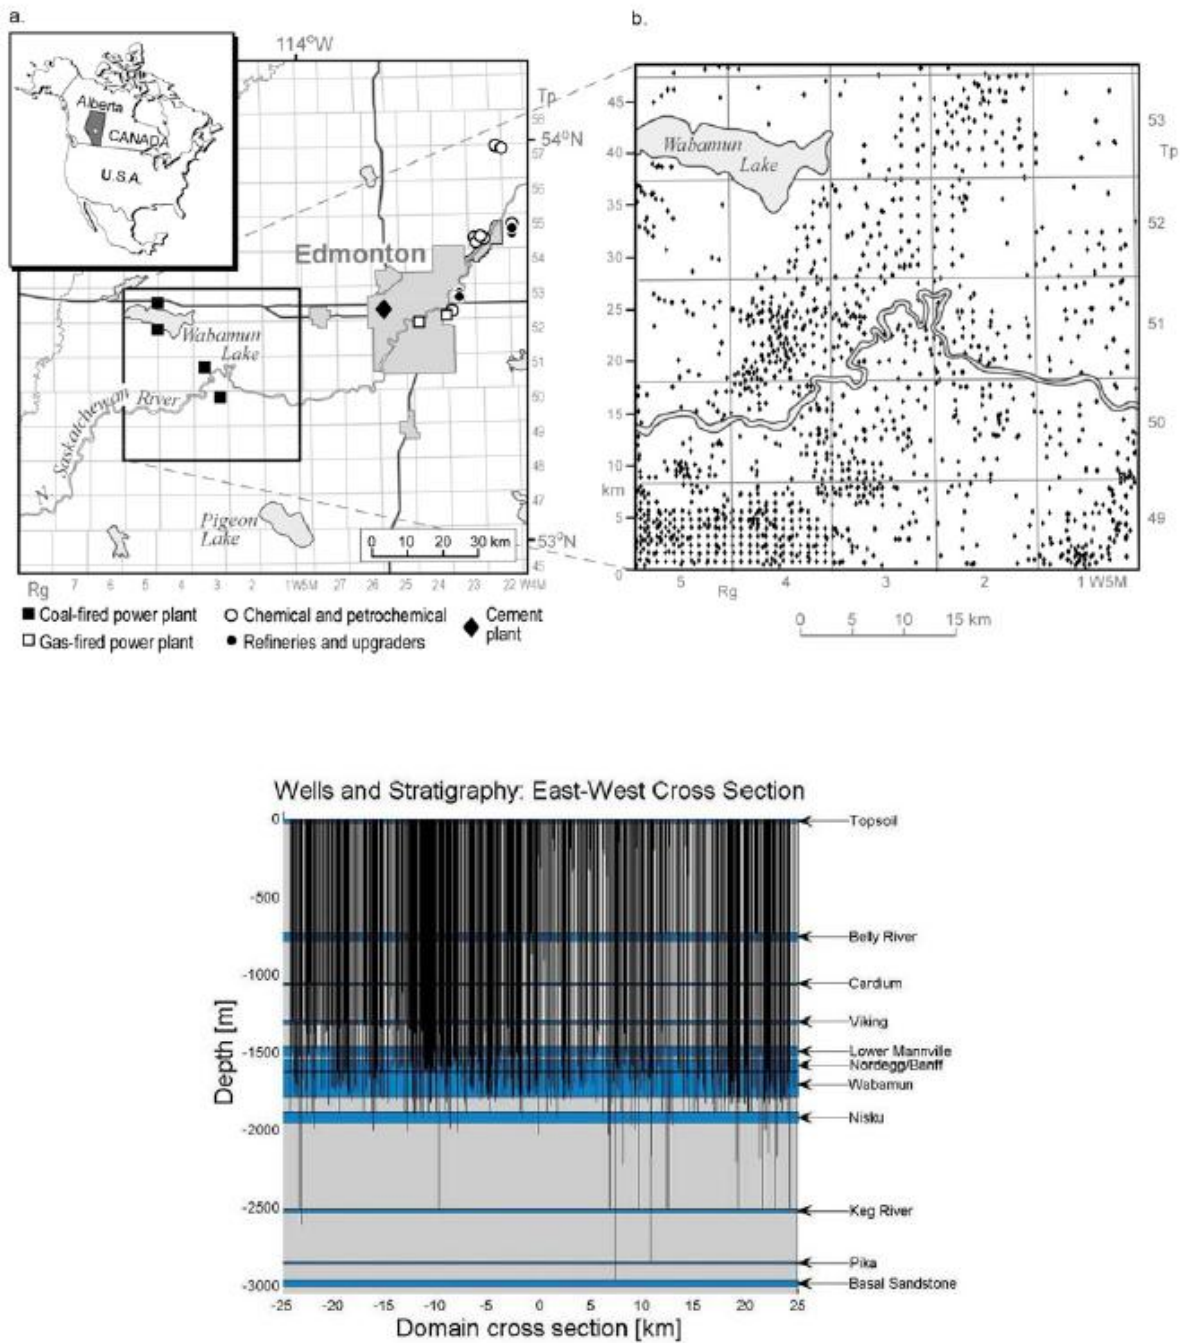 a.
114°W
Alberta
CANADA
U.S.A.
Tp
58
54°N
57
56
55
54
53
52
51
50
49
48
47
45
Edmonton
Wabamun
Lake
N. Saskatchewan River
Pigeon
Lake
0 10 20 30 km
53°N
Rg 7 6 5 4 3 2 1W5M 27 26 25 24 23 22 W4M
Coal-fired power plant
Chemical and petrochemical
Cement
plant
Gas-fired power plant
Refineries and upgraders
b.
45
40
35
30
25
20
15
10
km
5
0
Wabamun
Lake
53
Tp
52
51
50
49
5 4 3 2 1 W5M
Rg
0 5 10 15 km
Wells and Stratigraphy: East-West Cross Section
0
-500
-1000
-1500
-2000
-2500
-3000
Depth [m]
Topsoil
Belly River
Cardium
Viking
Lower Mannville
Nordegg/Banff
Wabamun
Nisku
Keg River
Pika
Basal Sandstone
-25 -20 -15 -10 -5 0 5 10 15 20 25
Domain cross section [km]